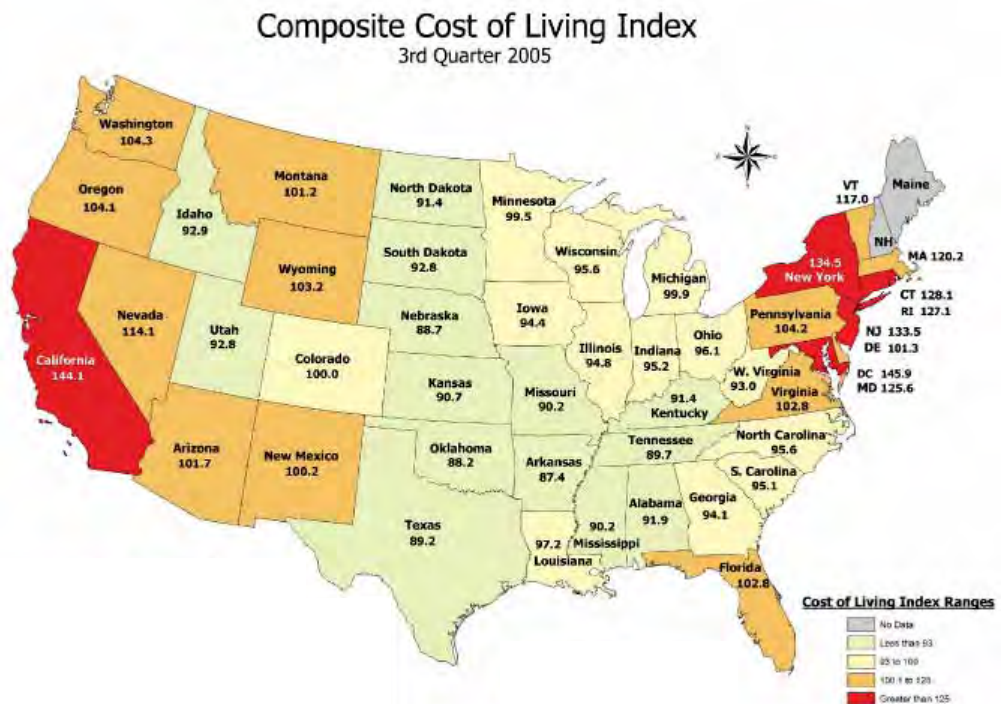 Composite Cost of Living Index
3rd Quarter 2005
Washington
104.3
Oregon
104.1
Idaho
92.9
Montana
101.2
Wyoming
103.2
North Dakota
91.4
South Dakota
92.8
Nebraska
88.7
Minnesota
99.5
Wisconsin
95.6
Michigan
99.9
Iowa
94.4
Nevada
114.1
California
144.1
Utah
92.8
Colorado
100.0
Kansas
90.7
Missouri
90.2
Illinois
94.8
Indiana
95.2
Ohio
96.1
Pennsylvania
104.2
134.5
New York
VT
117.0
Maine
NH
MA 120.2
CT 128.1
RI 127.1
NJ 133.5
DE 101.3
DC 145.9
MD 125.6
W. Virginia
93.0
Virginia
102.8
91.4
Kentucky
Tennessee
89.7
North Carolina
95.6
S. Carolina
95.1
Georgia
94.1
Alabama
91.9
90.2
Mississippi
97.2
Louisiana
Arkansas
87.4
Oklahoma
88.2
Texas
89.2
New Mexico
100.2
Arizona
101.7
Florida
102.8
Cost of Living Index Ranges
No Data
Less than 93
93 to 100
100.1 to 125
Greater than 125